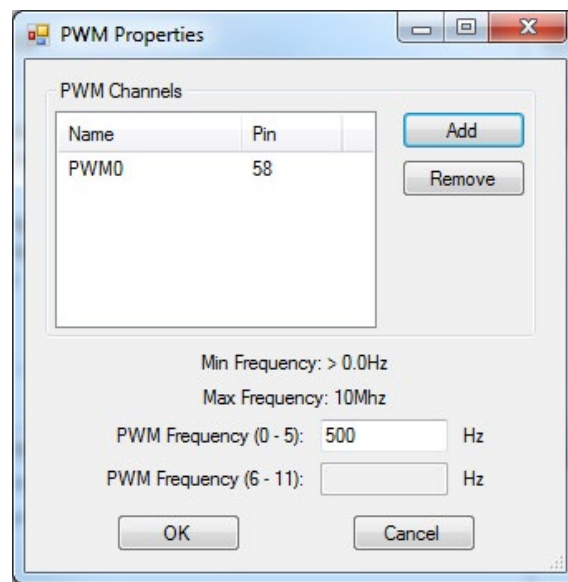 PWM Properties
PWM Channels
Name Pin
PWM0 58
Add
Remove
Min Frequency: > 0.0Hz
Max Frequency: 10Mhz
PWM Frequency (0 - 5): 500 Hz
PWM Frequency (6 - 11): Hz
OK Cancel